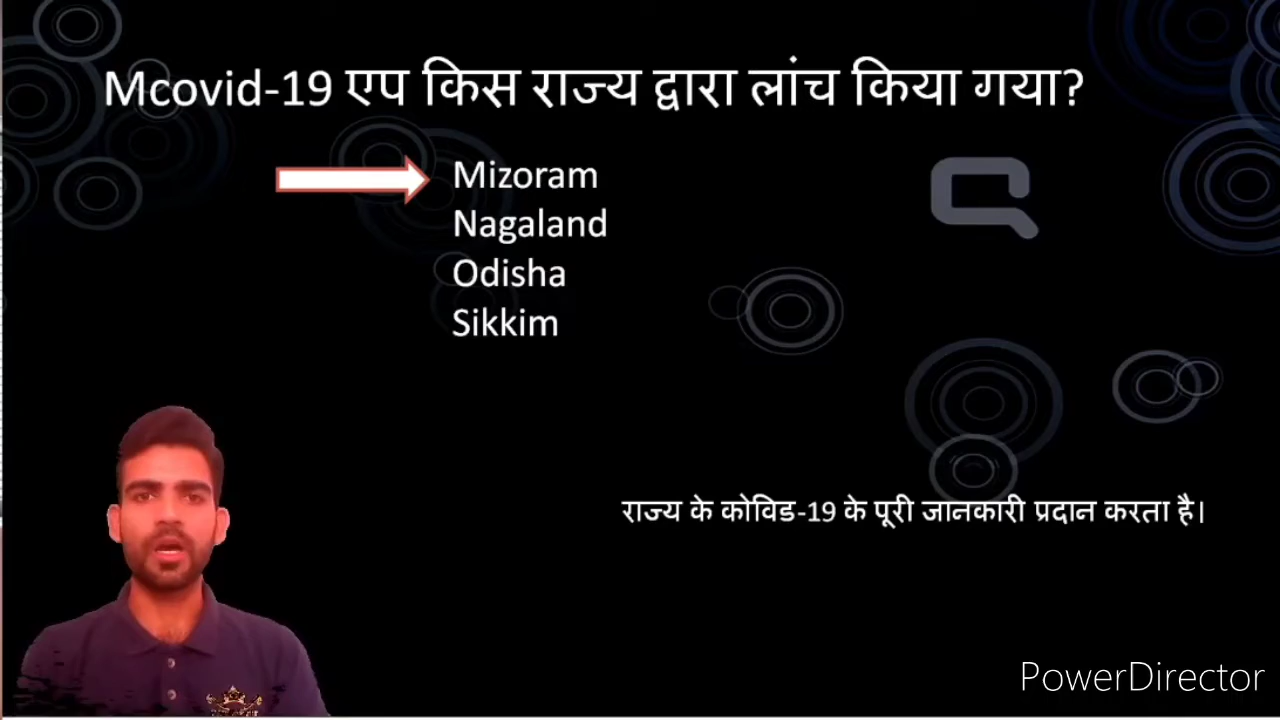 Mcovid-19 एप किस राज्य द्वारा लांच किया गया?
Mizoram
Nagaland
Odisha
Sikkim
राज्य के कोविड-19 के पूरी जानकारी प्रदान करता है।
PowerDirector